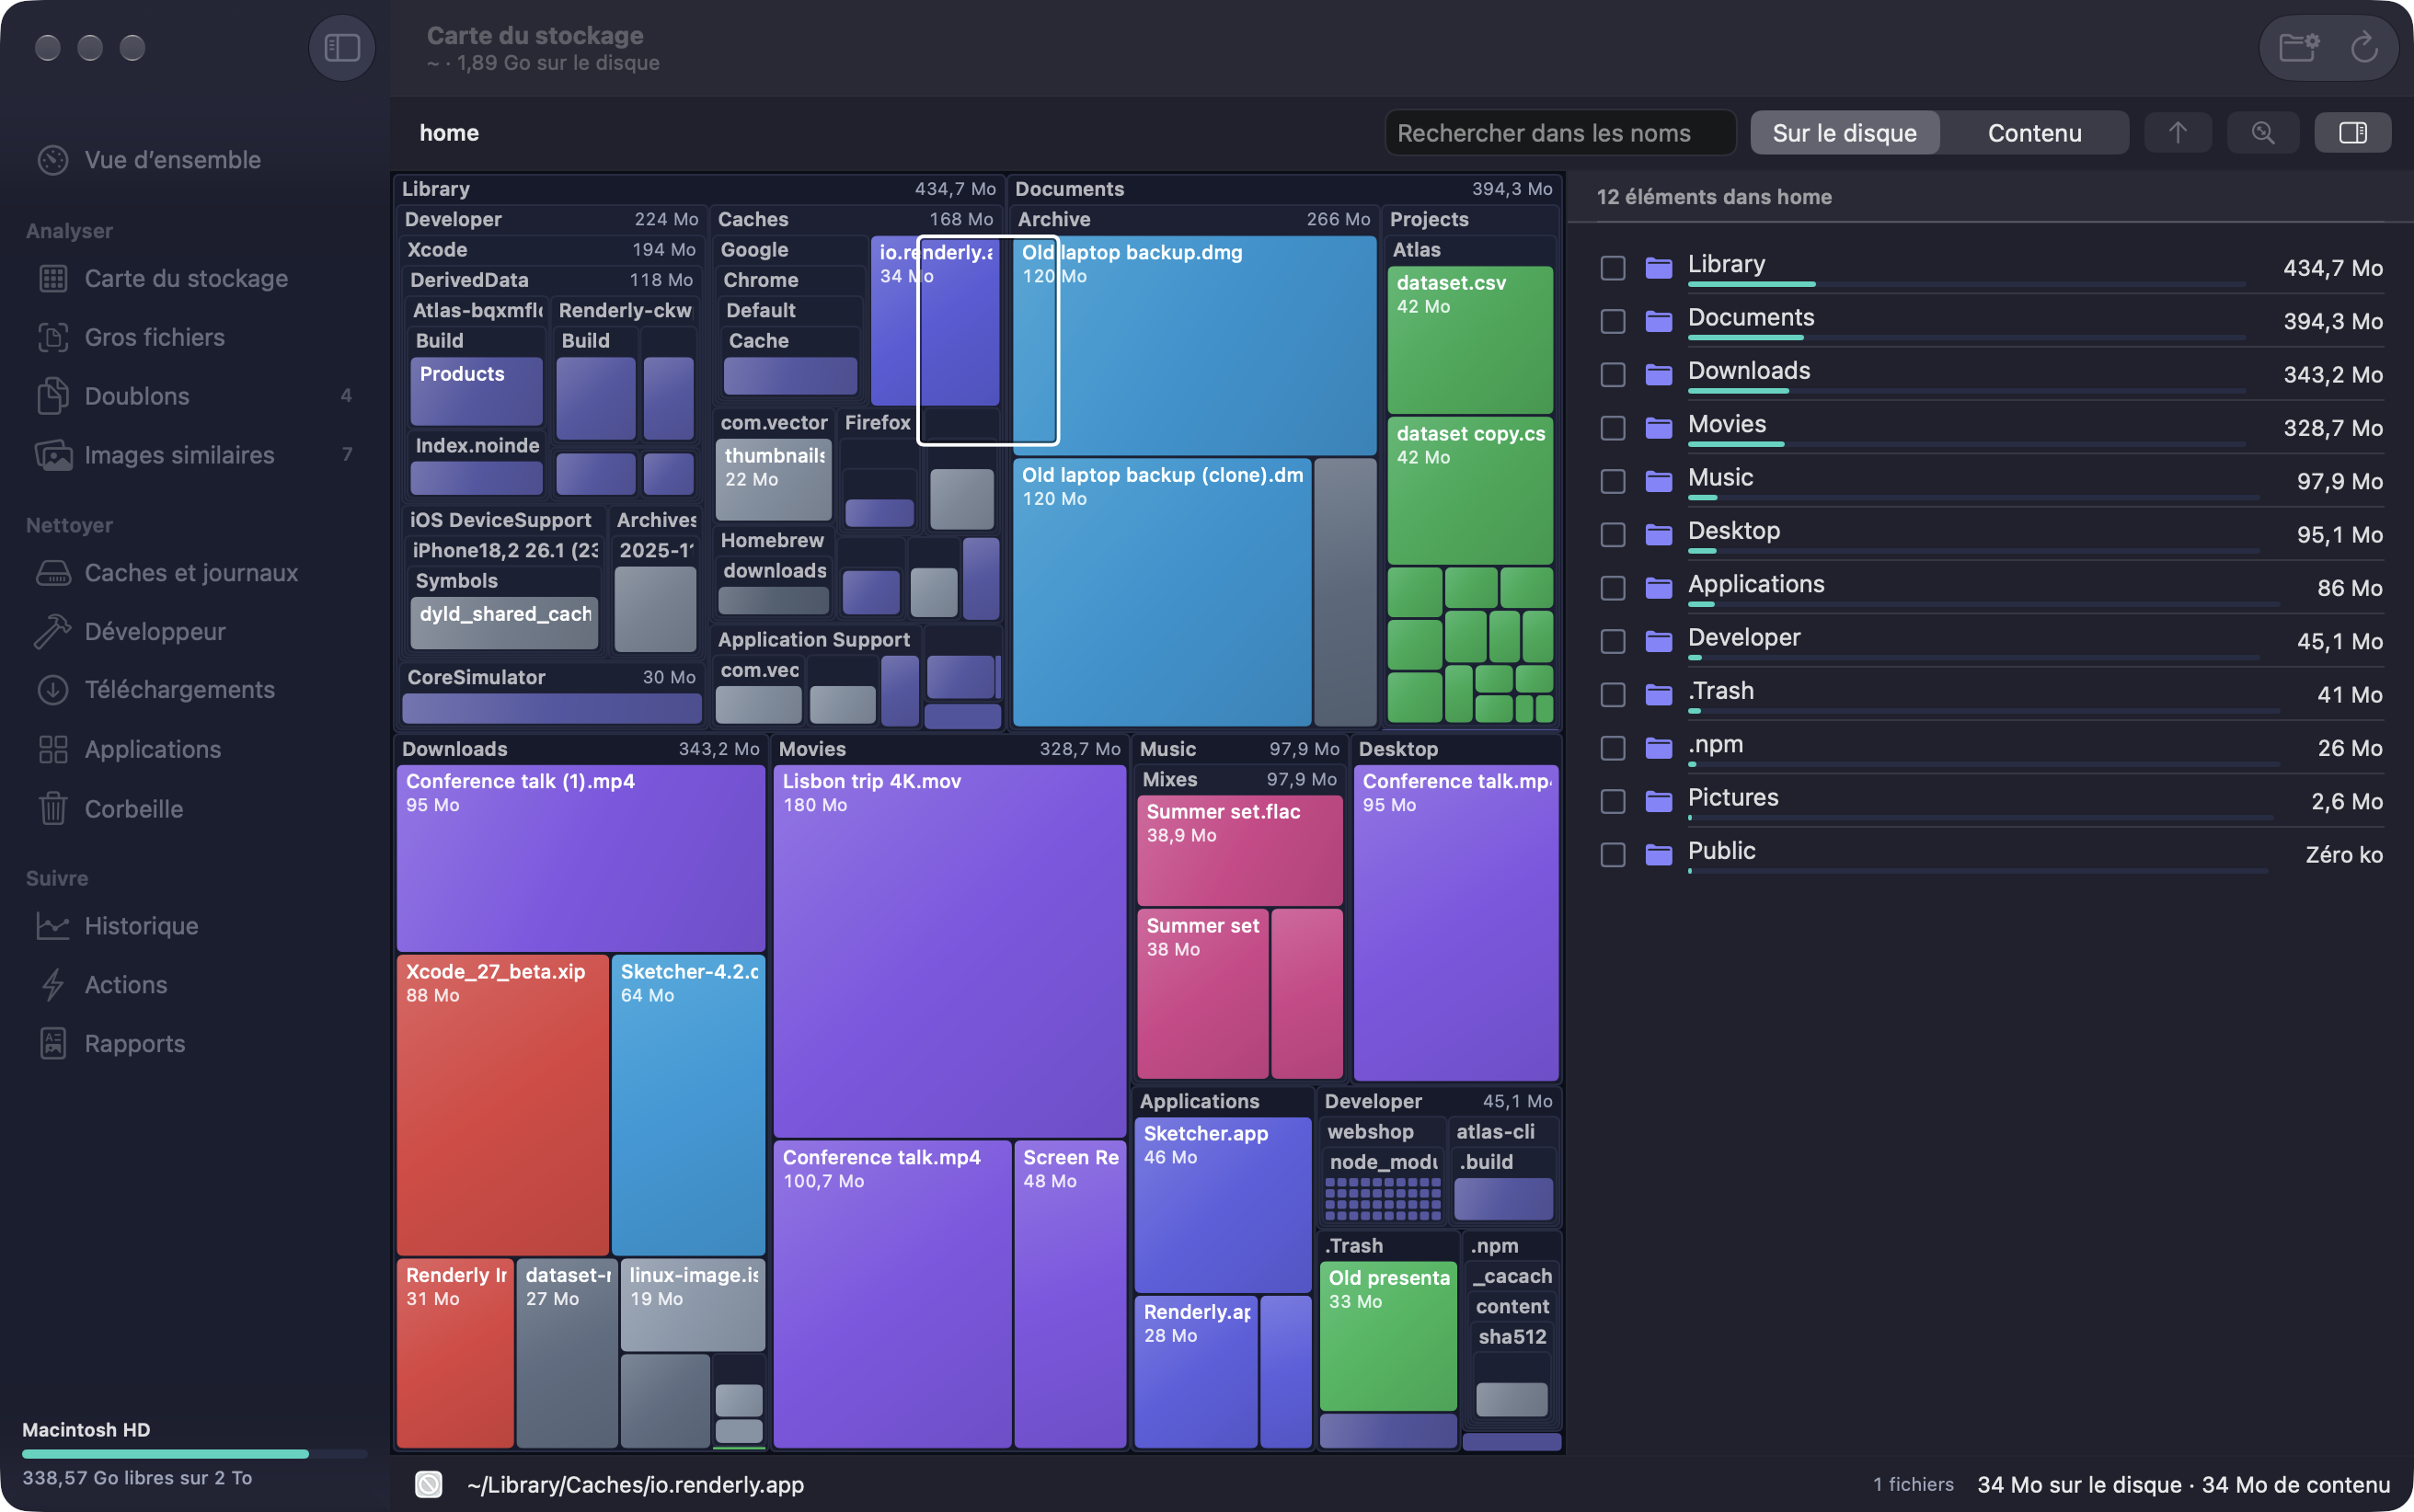 Carte du stockage
~ · 1,89 Go sur le disque
Vue d’ensemble
Analyser
Carte du stockage
Gros fichiers
Doublons 4
Images similaires 7
Nettoyer
Caches et journaux
Développeur
Téléchargements
Applications
Corbeille
Suivre
Historique
Actions
Rapports
Macintosh HD
338,57 Go libres sur 2 To
home
Rechercher dans les noms
Sur le disque
Contenu
Library 434,7 Mo
Developer 224 Mo
Xcode 194 Mo
DerivedData 118 Mo
Atlas-bqxmfl
Build
Products
Index.noinde
Renderly-ckw
Build
iOS DeviceSupport
iPhone18,2 26.1 (23
Symbols
dyld_shared_cach
Archives
2025-1
CoreSimulator 30 Mo
Caches 168 Mo
Google
Chrome
Default
Cache
io.renderly.a
34 Mo
com.vector
thumbnails
22 Mo
Firefox
Homebrew
downloads
Application Support
com.vec
Documents 394,3 Mo
Archive 266 Mo
Old laptop backup.dmg
120 Mo
Old laptop backup (clone).dm
120 Mo
Projects
Atlas
dataset.csv
42 Mo
dataset copy.cs
42 Mo
Downloads 343,2 Mo
Conference talk (1).mp4
95 Mo
Xcode_27_beta.xip
88 Mo
Sketcher-4.2.d
64 Mo
Renderly Ir
31 Mo
dataset-r
27 Mo
linux-image.is
19 Mo
Movies 328,7 Mo
Lisbon trip 4K.mov
180 Mo
Conference talk.mp4
100,7 Mo
Screen Re
48 Mo
Music 97,9 Mo
Mixes 97,9 Mo
Summer set.flac
38,9 Mo
Summer set
38 Mo
Desktop
Conference talk.mp
95 Mo
Applications
Sketcher.app
46 Mo
Renderly.ap
28 Mo
Developer 45,1 Mo
webshop
node_modu
atlas-cli
.build
.Trash
Old presenta
33 Mo
.npm
_cacach
content
sha512
12 éléments dans home
Library 434,7 Mo
Documents 394,3 Mo
Downloads 343,2 Mo
Movies 328,7 Mo
Music 97,9 Mo
Desktop 95,1 Mo
Applications 86 Mo
Developer 45,1 Mo
.Trash 41 Mo
.npm 26 Mo
Pictures 2,6 Mo
Public Zéro ko
~/Library/Caches/io.renderly.app
1 fichiers 34 Mo sur le disque · 34 Mo de contenu